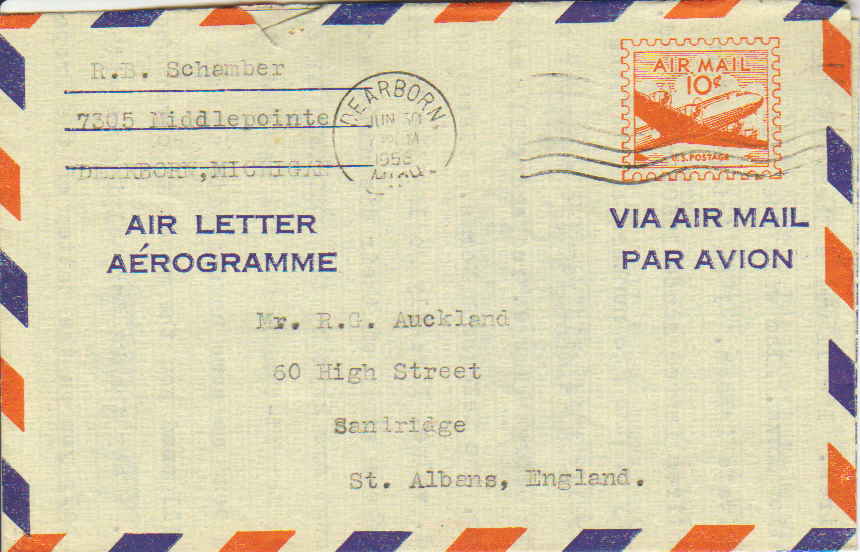 R.B. Schamber
7305 Middlepointe
DEARBORN, MICHIGAN
DEARBORN,
JUN 30
1958
AIR MAIL
10¢
U.S. POSTAGE
AIR LETTER
AÉROGRAMME
VIA AIR MAIL
PAR AVION
Mr. R.G. Auckland
60 High Street
Sandridge
St. Albans, England.